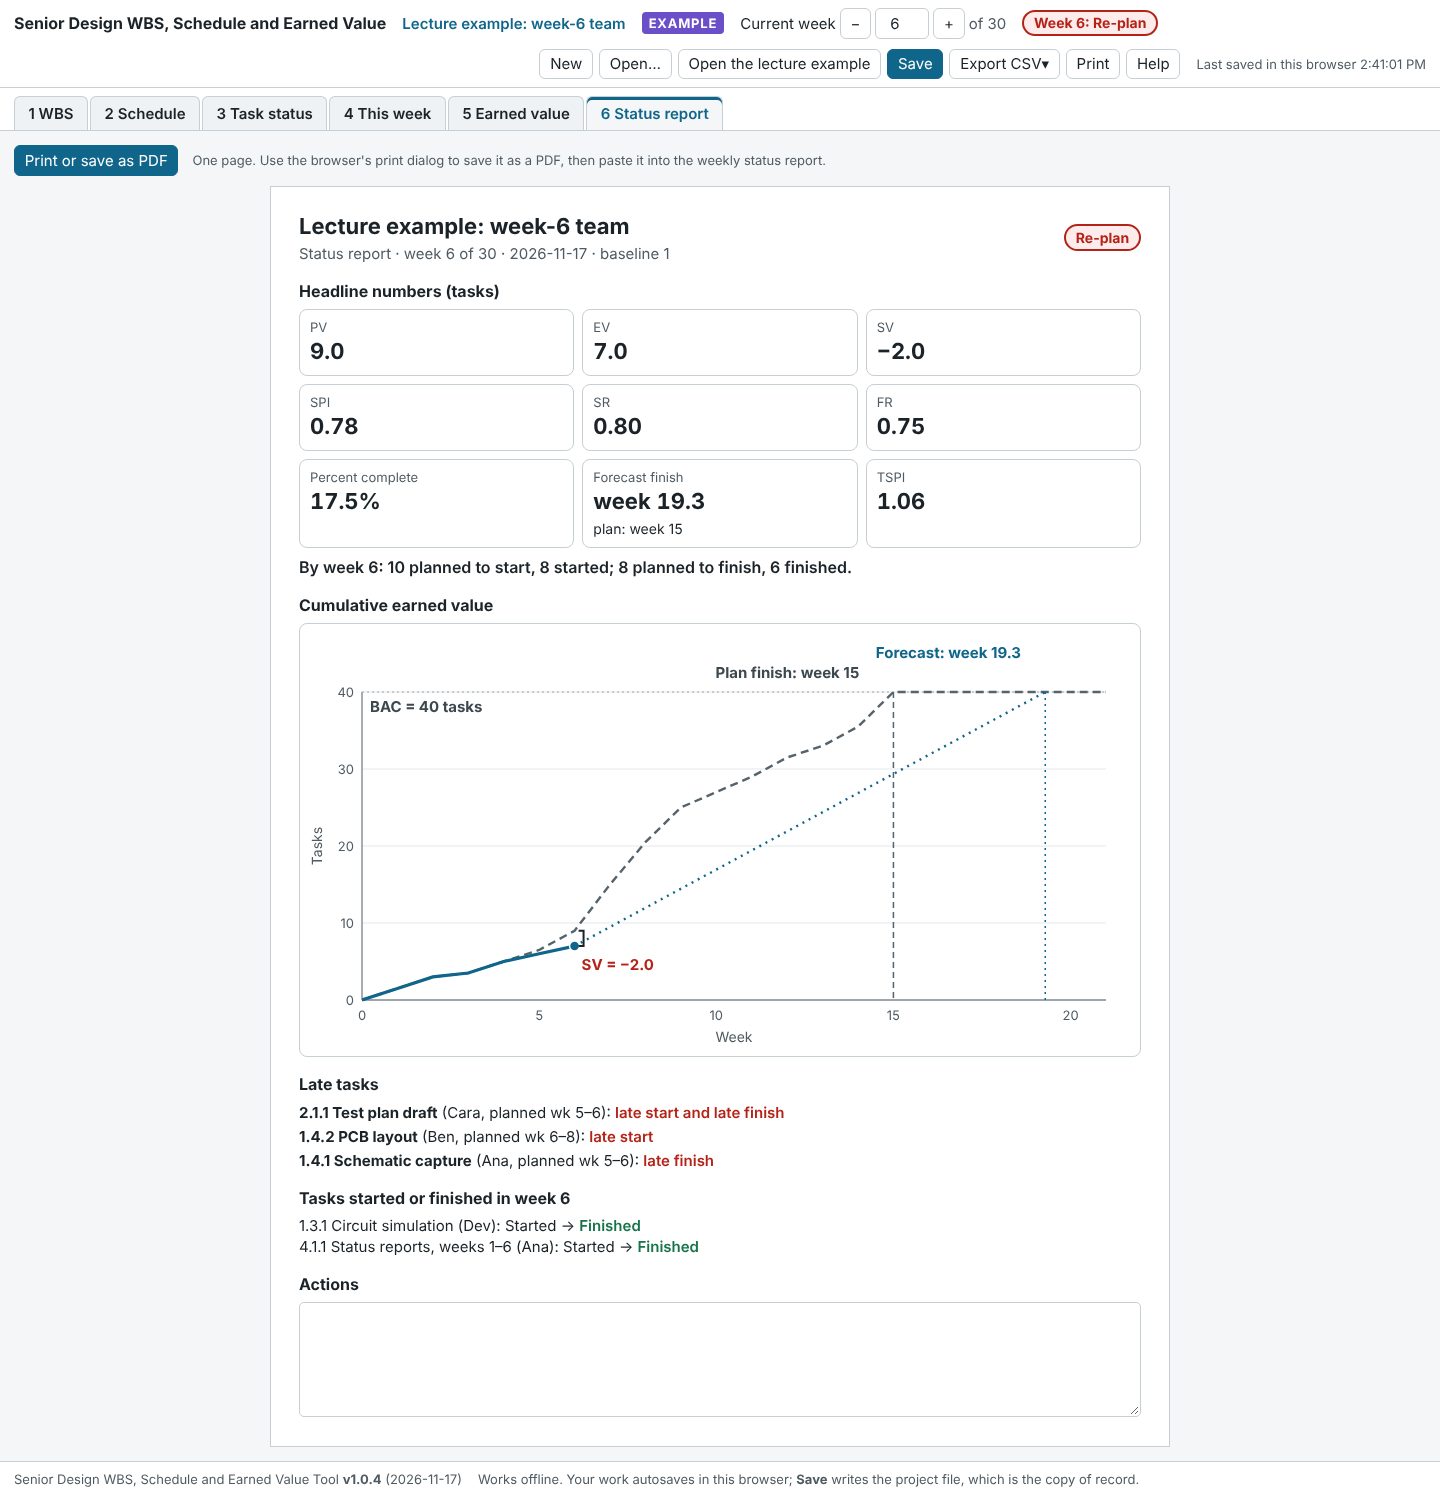 Senior Design WBS, Schedule and Earned Value Lecture example: week-6 team EXAMPLE Current week − 6 + of 30 Week 6: Re-plan
New Open... Open the lecture example Save Export CSV▾ Print Help Last saved in this browser 2:41:01 PM
1 WBS 2 Schedule 3 Task status 4 This week 5 Earned value 6 Status report
Print or save as PDF One page. Use the browser's print dialog to save it as a PDF, then paste it into the weekly status report.
Lecture example: week-6 team
Re-plan
Status report · week 6 of 30 · 2026-11-17 · baseline 1
Headline numbers (tasks)
PV
9.0
EV
7.0
SV
−2.0
SPI
0.78
SR
0.80
FR
0.75
Percent complete
17.5%
Forecast finish
week 19.3
plan: week 15
TSPI
1.06
By week 6: 10 planned to start, 8 started; 8 planned to finish, 6 finished.
Cumulative earned value
Forecast: week 19.3
Plan finish: week 15
40
BAC = 40 tasks
30
20
10
0
Tasks
SV = −2.0
0 5 10 15 20
Week
Late tasks
2.1.1 Test plan draft (Cara, planned wk 5–6): late start and late finish
1.4.2 PCB layout (Ben, planned wk 6–8): late start
1.4.1 Schematic capture (Ana, planned wk 5–6): late finish
Tasks started or finished in week 6
1.3.1 Circuit simulation (Dev): Started → Finished
4.1.1 Status reports, weeks 1–6 (Ana): Started → Finished
Actions
Senior Design WBS, Schedule and Earned Value Tool v1.0.4 (2026-11-17) Works offline. Your work autosaves in this browser; Save writes the project file, which is the copy of record.